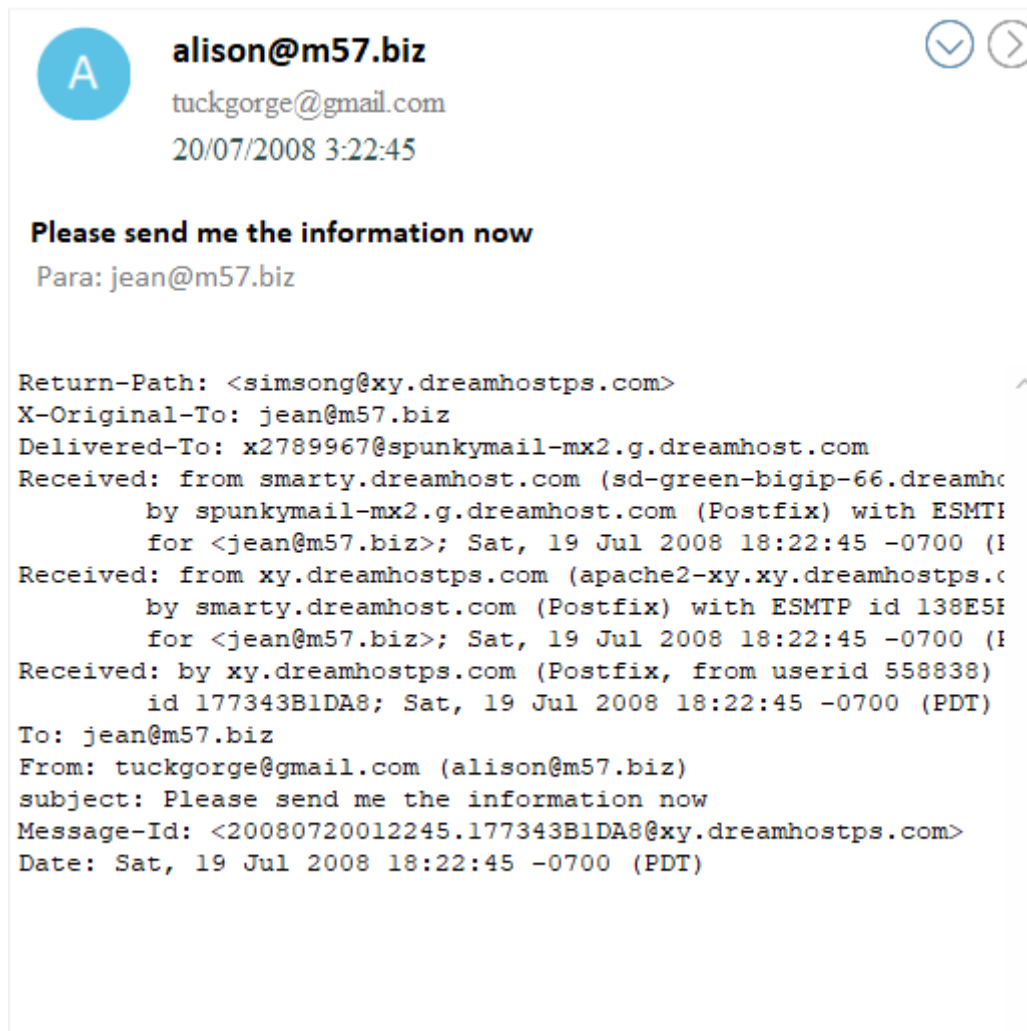 A
alison@m57.biz
tuckgorge@gmail.com
20/07/2008 3:22:45
Please send me the information now
Para: jean@m57.biz
Return-Path: <simsong@xy.dreamhostps.com>
X-Original-To: jean@m57.biz
Delivered-To: x2789967@spunkymail-mx2.g.dreamhost.com
Received: from smarty.dreamhost.com (sd-green-bigip-66.dreamho
by spunkymail-mx2.g.dreamhost.com (Postfix) with ESMTP
for <jean@m57.biz>; Sat, 19 Jul 2008 18:22:45 -0700 (P
Received: from xy.dreamhostps.com (apache2-xy.xy.dreamhostps.c
by smarty.dreamhost.com (Postfix) with ESMTP id 138E5
for <jean@m57.biz>; Sat, 19 Jul 2008 18:22:45 -0700 (P
Received: by xy.dreamhostps.com (Postfix, from userid 558838)
id 177343B1DA8; Sat, 19 Jul 2008 18:22:45 -0700 (PDT)
To: jean@m57.biz
From: tuckgorge@gmail.com (alison@m57.biz)
subject: Please send me the information now
Message-Id: <20080720012245.177343B1DA8@xy.dreamhostps.com>
Date: Sat, 19 Jul 2008 18:22:45 -0700 (PDT)